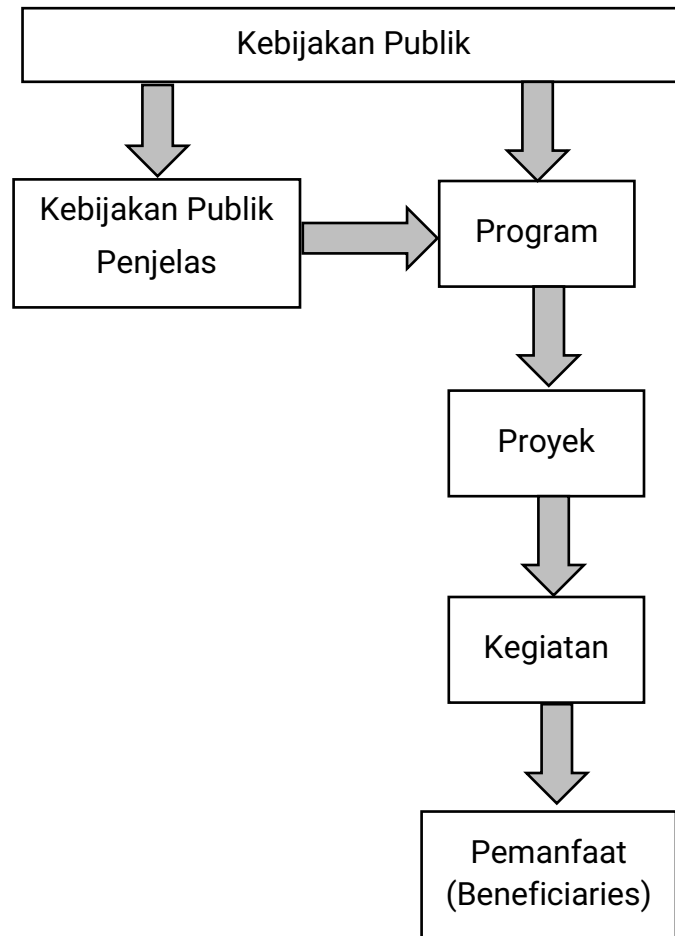 Kebijakan Publik
Kebijakan Publik
Penjelas
Program
Proyek
Kegiatan
Pemanfaat
(Beneficiaries)